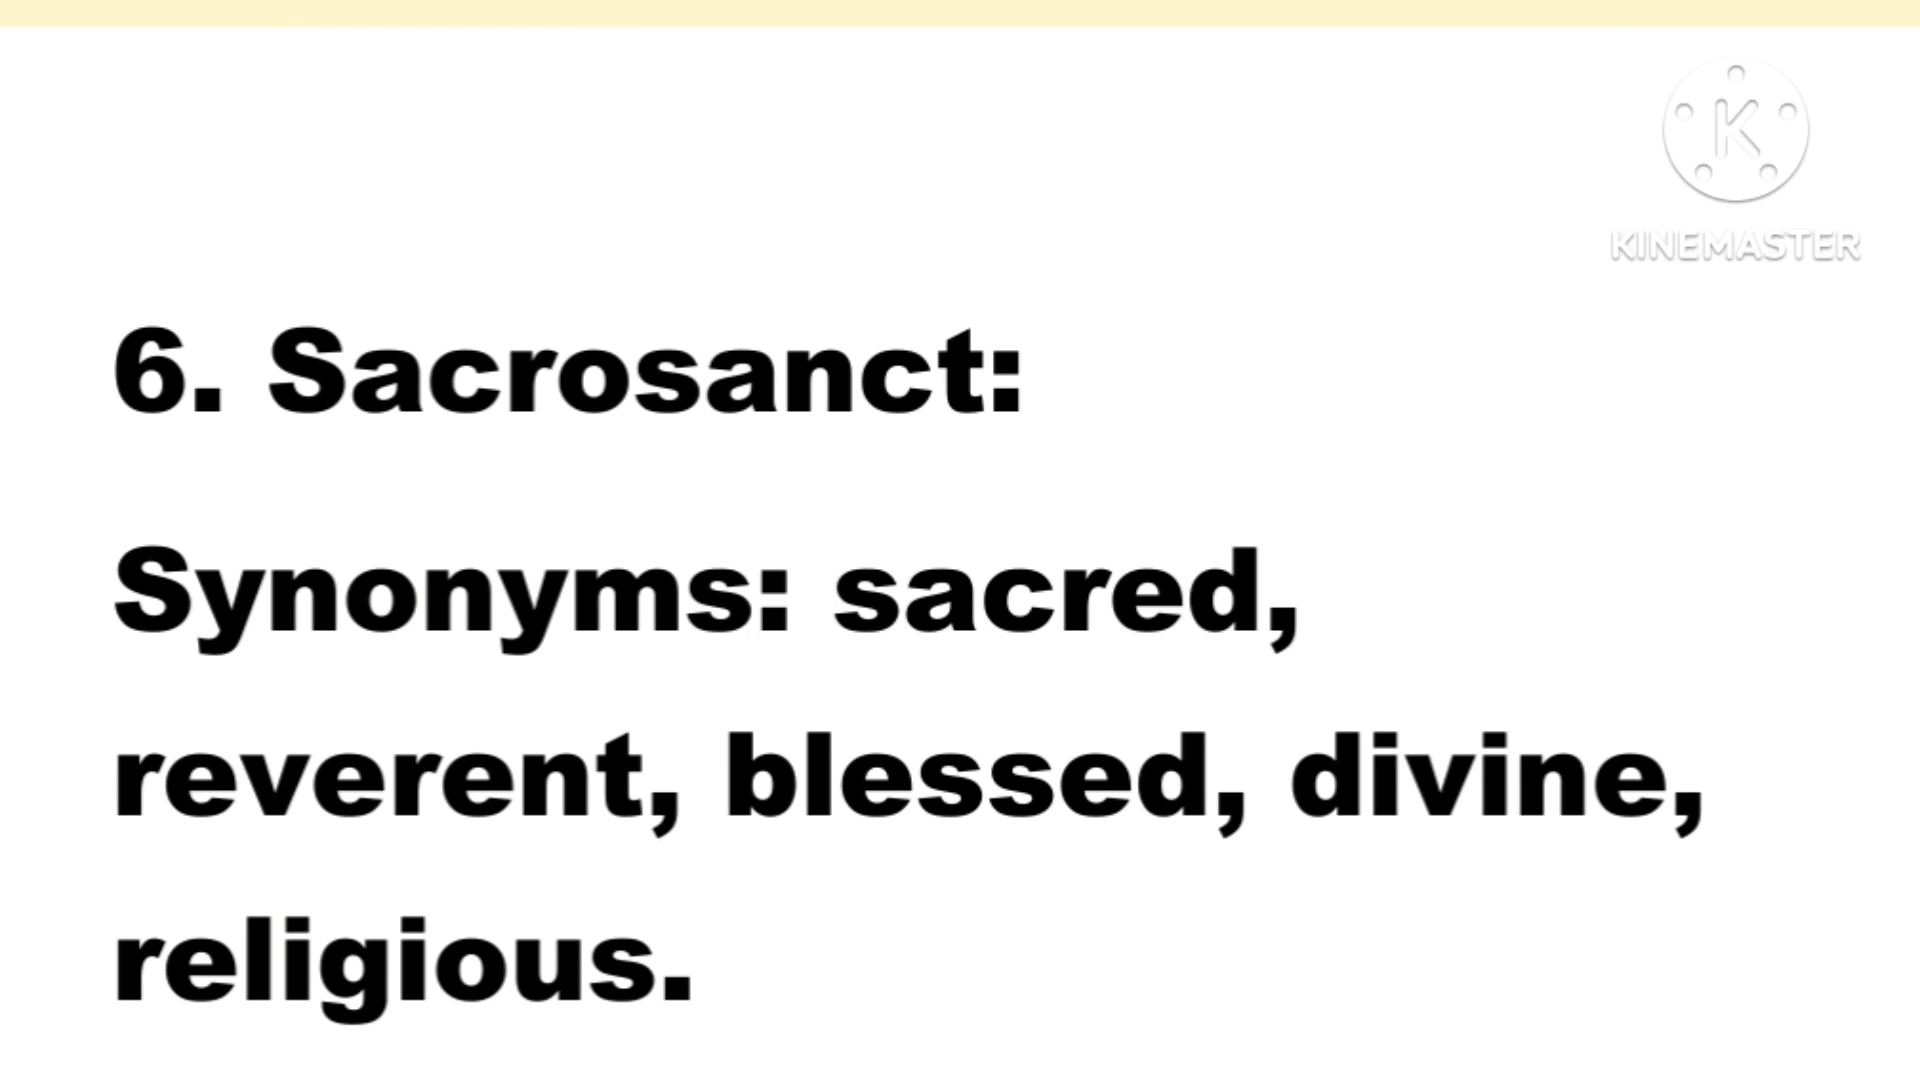 K
KINEMASTER
6. Sacrosanct:
Synonyms: sacred,
reverent, blessed, divine,
religious.